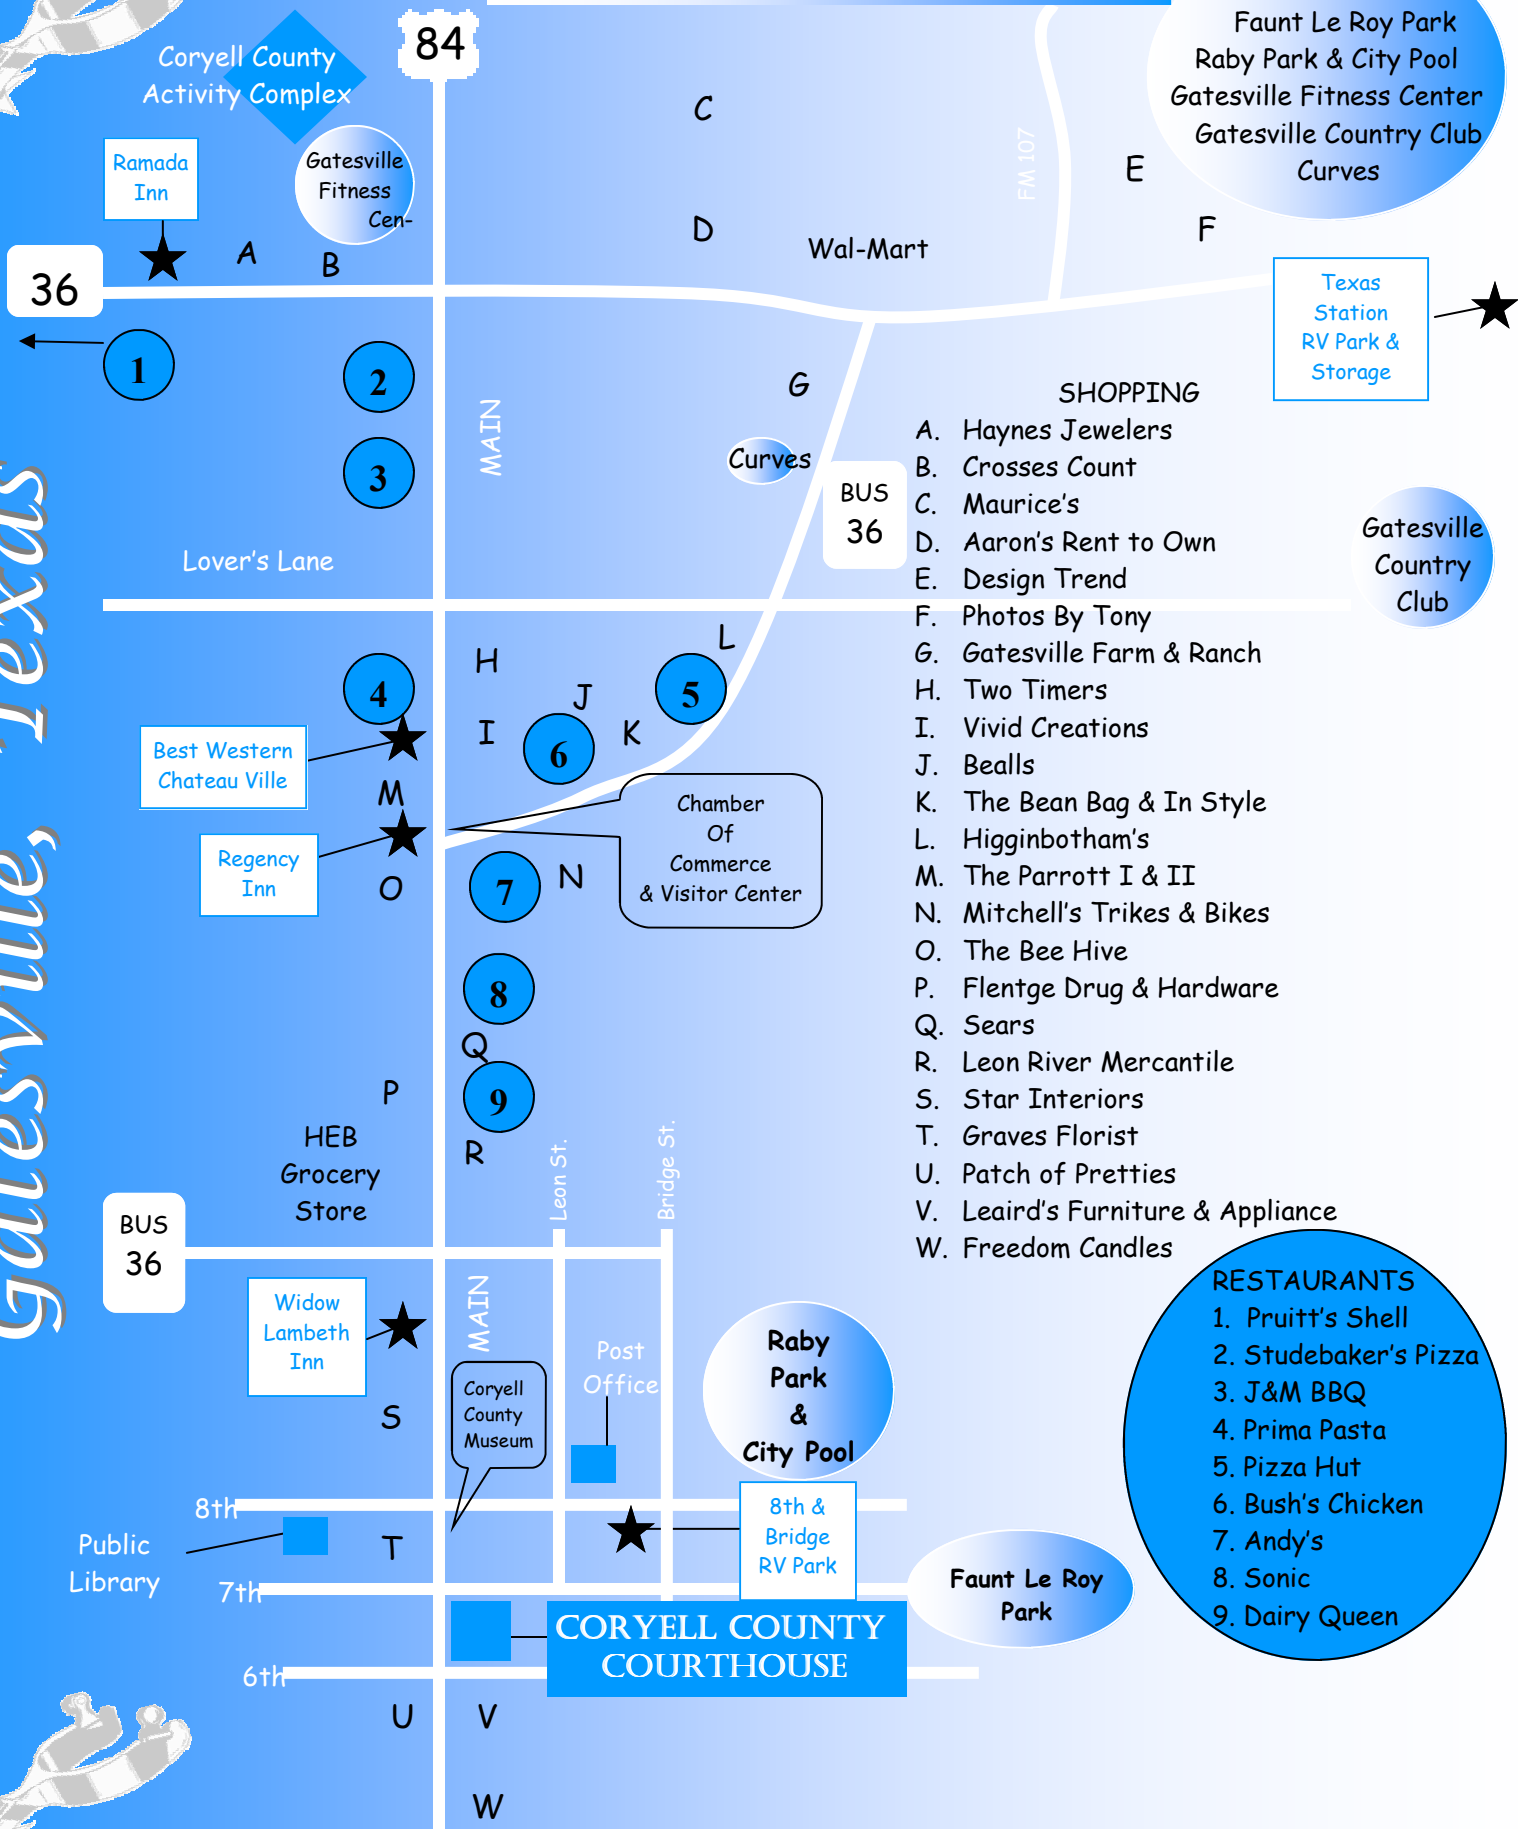 Faunt Le Roy Park
Raby Park & City Pool
Gatesville Fitness Center
Gatesville Country Club
Curves
84
Coryell County
Activity Complex
C
Ramada
Inn
Gatesville
Fitness
Cen-
FM 107
E
D
F
A
B
Wal-Mart
36
Texas
Station
RV Park &
Storage
1
2
G
MAIN
3
Curves
BUS
36
Gatesville
Country
Club
Lover's Lane
SHOPPING
A. Haynes Jewelers
B. Crosses Count
C. Maurice's
D. Aaron's Rent to Own
E. Design Trend
F. Photos By Tony
G. Gatesville Farm & Ranch
H. Two Timers
I. Vivid Creations
J. Bealls
K. The Bean Bag & In Style
L. Higginbotham's
M. The Parrott I & II
N. Mitchell's Trikes & Bikes
O. The Bee Hive
P. Flentge Drug & Hardware
Q. Sears
R. Leon River Mercantile
S. Star Interiors
T. Graves Florist
U. Patch of Pretties
V. Leaird's Furniture & Appliance
W. Freedom Candles
Gatesville, Texas
L
H
4
J
5
I
6
K
Best Western
Chateau Ville
M
Chamber
Of
Commerce
& Visitor Center
Regency
Inn
O
7
N
8
Q
P
9
R
HEB
Grocery
Store
Leon St.
Bridge St.
BUS
36
Widow
Lambeth
Inn
MAIN
Post
Office
Raby
Park
&
City Pool
Coryell
County
Museum
S
RESTAURANTS
1. Pruitt's Shell
2. Studebaker's Pizza
3. J&M BBQ
4. Prima Pasta
5. Pizza Hut
6. Bush's Chicken
7. Andy's
8. Sonic
9. Dairy Queen
8th
8th &
Bridge
RV Park
Public
Library
T
7th
Faunt Le Roy
Park
CORYELL COUNTY
COURTHOUSE
6th
U
V
W